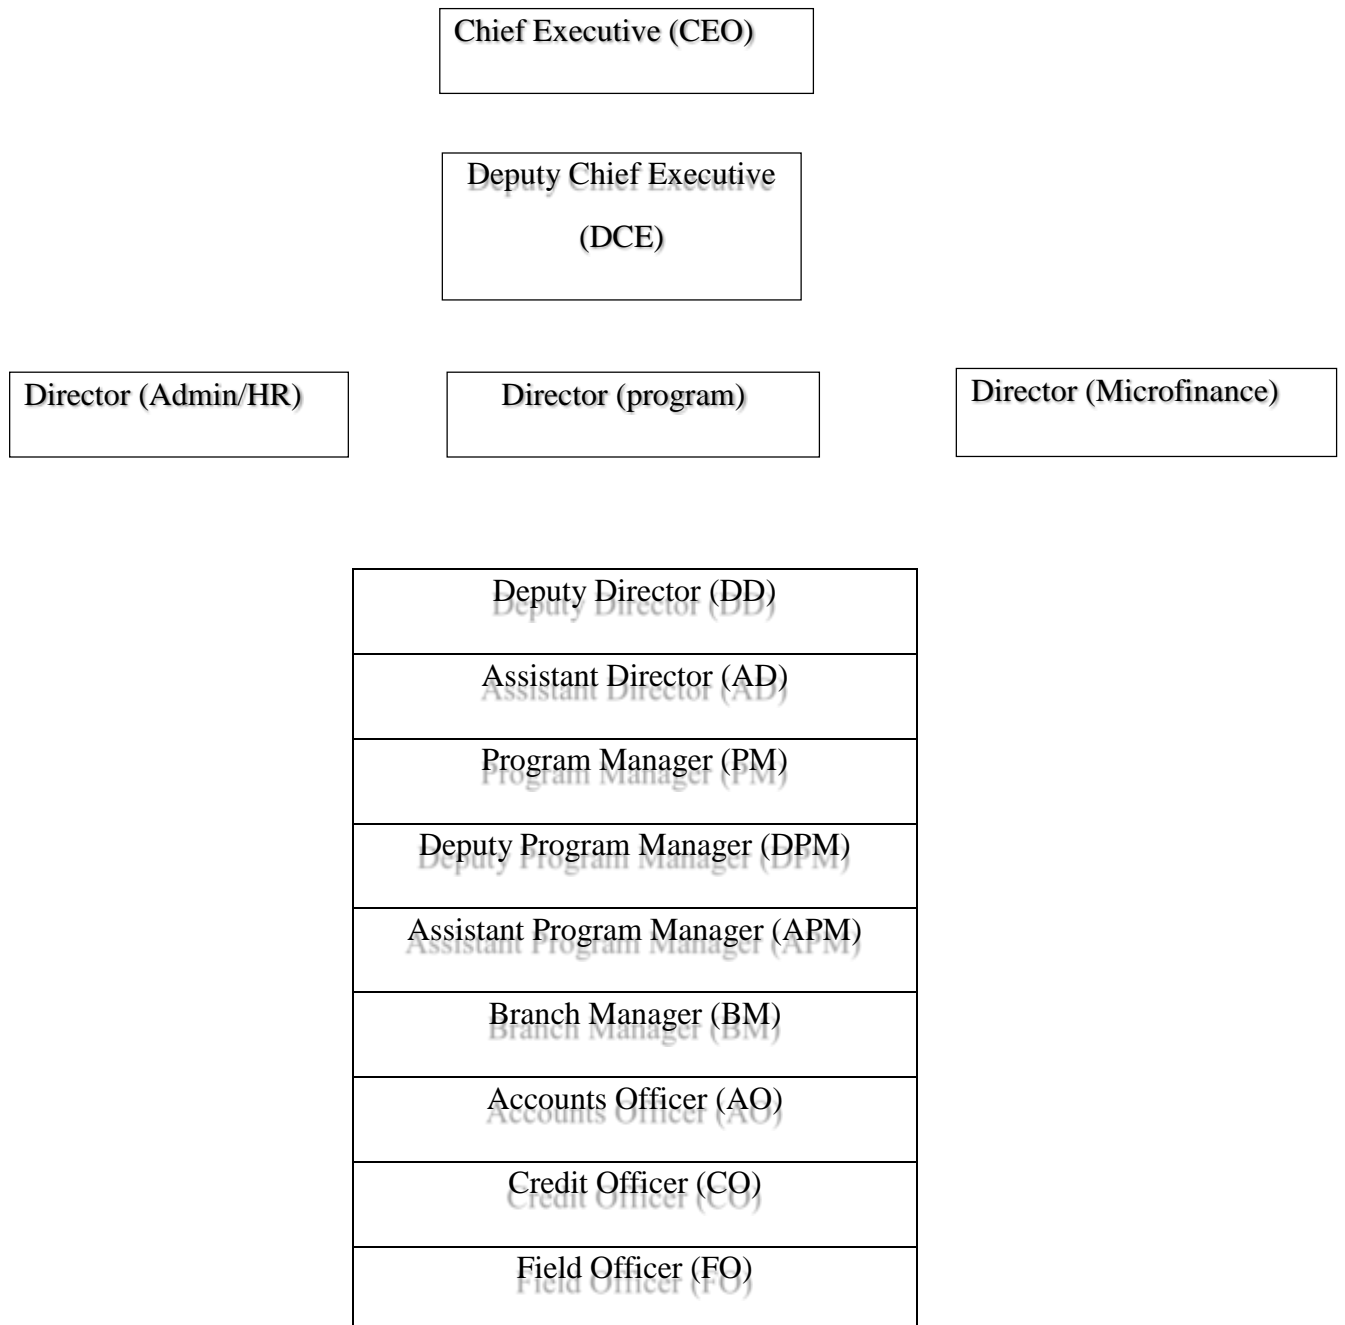 Chief Executive (CEO)
Deputy Chief Executive
(DCE)
Director (Admin/HR)
Director (program)
Director (Microfinance)
Deputy Director (DD)
Assistant Director (AD)
Program Manager (PM)
Deputy Program Manager (DPM)
Assistant Program Manager (APM)
Branch Manager (BM)
Accounts Officer (AO)
Credit Officer (CO)
Field Officer (FO)